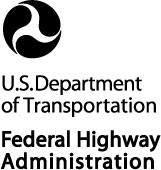 U.S.Department
of Transportation
Federal Highway
Administration